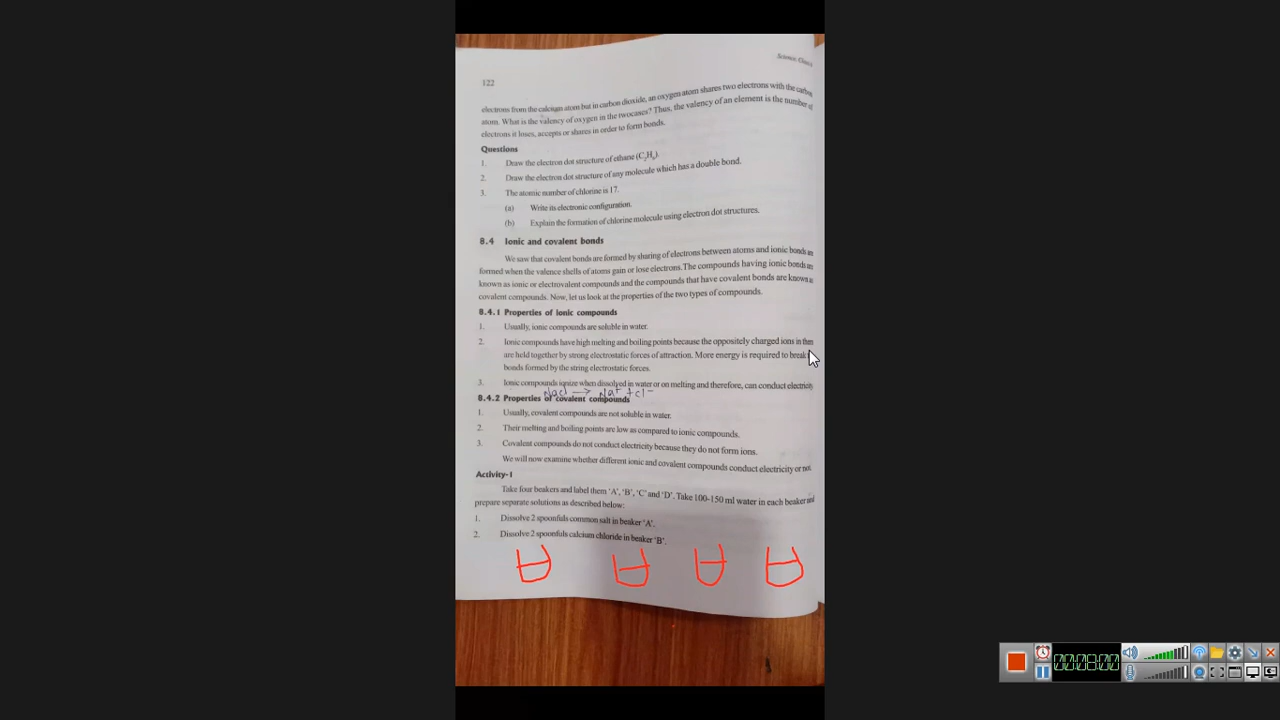 122
electrons from the calcium atom but in carbon dioxide, an oxygen atom shares two electrons with the carbon
atom. What is the valency of oxygen in the twocases? Thus, the valency of an element is the number of
electrons it loses, accepts or shares in order to form bonds.
Questions
1. Draw the electron dot structure of ethane (C₂H₆).
2. Draw the electron dot structure of any molecule which has a double bond.
3. The atomic number of chlorine is 17.
(a) Write its electronic configuration.
(b) Explain the formation of chlorine molecule using electron dot structures.
8.4 Ionic and covalent bonds
We saw that covalent bonds are formed by sharing of electrons between atoms and ionic bonds are
formed when the valence shells of atoms gain or lose electrons.The compounds having ionic bonds are
known as ionic or electrovalent compounds and the compounds that have covalent bonds are known as
covalent compounds. Now, let us look at the properties of the two types of compounds.
8.4.1 Properties of ionic compounds
1. Usually, ionic compounds are soluble in water.
2. Ionic compounds have high melting and boiling points because the oppositely charged ions in them
are held together by strong electrostatic forces of attraction. More energy is required to break
bonds formed by the string electrostatic forces.
3. Ionic compounds ionize when dissolved in water or on melting and therefore, can conduct electricity
Nacl → Na⁺ + cl⁻
8.4.2 Properties of covalent compounds
1. Usually, covalent compounds are not soluble in water.
2. Their melting and boiling points are low as compared to ionic compounds.
3. Covalent compounds do not conduct electricity because they do not form ions.
We will now examine whether different ionic and covalent compounds conduct electricity or not
Activity-1
Take four beakers and label them 'A', 'B', 'C' and 'D'. Take 100-150 ml water in each beaker and
prepare separate solutions as described below:
1. Dissolve 2 spoonfuls common salt in beaker 'A'.
2. Dissolve 2 spoonfuls calcium chloride in beaker 'B'.
00:08:00